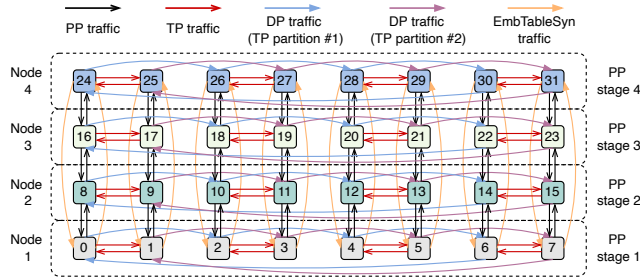 PP traffic
TP traffic
DP traffic
(TP partition #1)
DP traffic
(TP partition #2)
EmbTableSyn
traffic
Node
4
24 25 26 27 28 29 30 31
PP
stage 4
Node
3
16 17 18 19 20 21 22 23
PP
stage 3
Node
2
8 9 10 11 12 13 14 15
PP
stage 2
Node
1
0 1 2 3 4 5 6 7
PP
stage 1